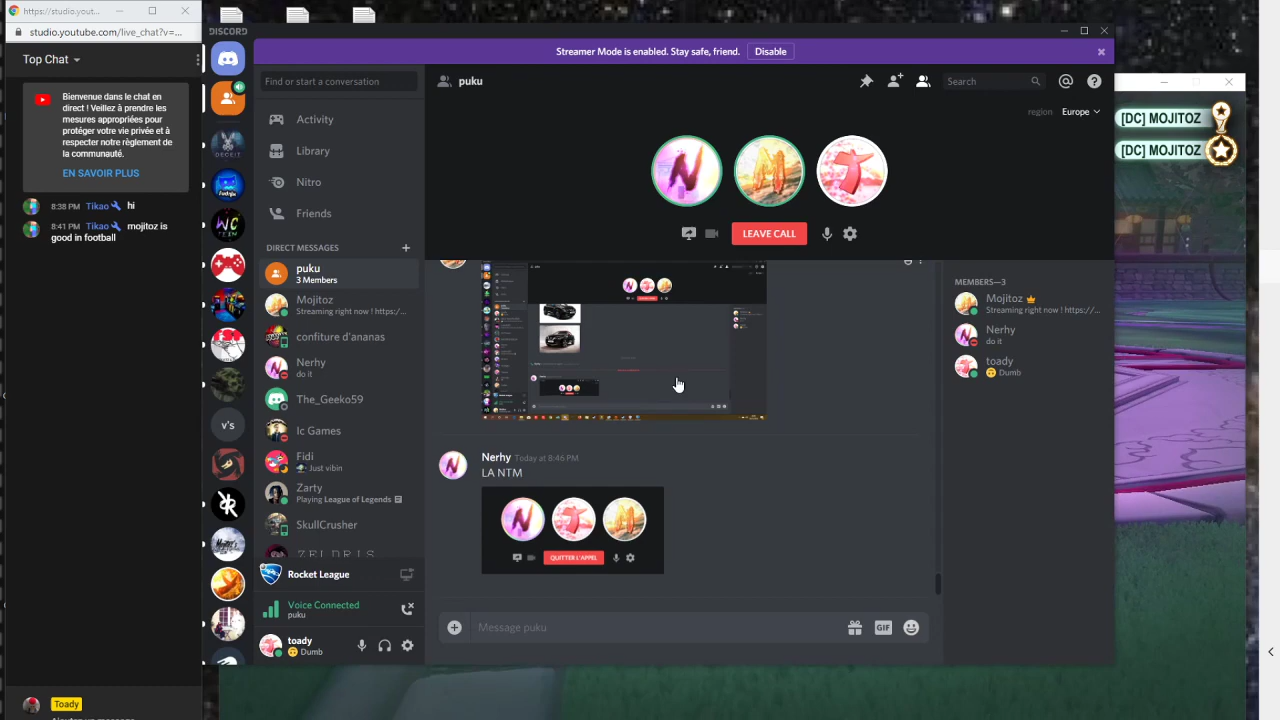 https://studio.yout...
studio.youtube.com/live_chat?v=...
Top Chat
Bienvenue dans le chat en
direct ! Veillez à prendre les
mesures appropriées pour
protéger votre vie privée et à
respecter notre règlement de
la communauté.
EN SAVOIR PLUS
8:38 PM Tikao hi
8:41 PM Tikao mojitoz is
good in football
Toady
DISCORD
Streamer Mode is enabled. Stay safe, friend.
Disable
Find or start a conversation
puku
Search
region Europe
Activity
Library
Nitro
Friends
DIRECT MESSAGES
puku
3 Members
Mojitoz
Streaming right now ! https:/...
confiture d'ananas
Nerhy
do it
The_Geeko59
Ic Games
Fidi
Just vibin
Zarty
Playing League of Legends
SkullCrusher
ZELDRIS
Rocket League
Voice Connected
puku
toady
Dumb
v's
LEAVE CALL
Nerhy Today at 8:46 PM
LA NTM
QUITTER L'APPEL
Message puku
GIF
MEMBERS—3
Mojitoz
Streaming right now ! https:/...
Nerhy
do it
toady
Dumb
[DC] MOJITOZ
[DC] MOJITOZ